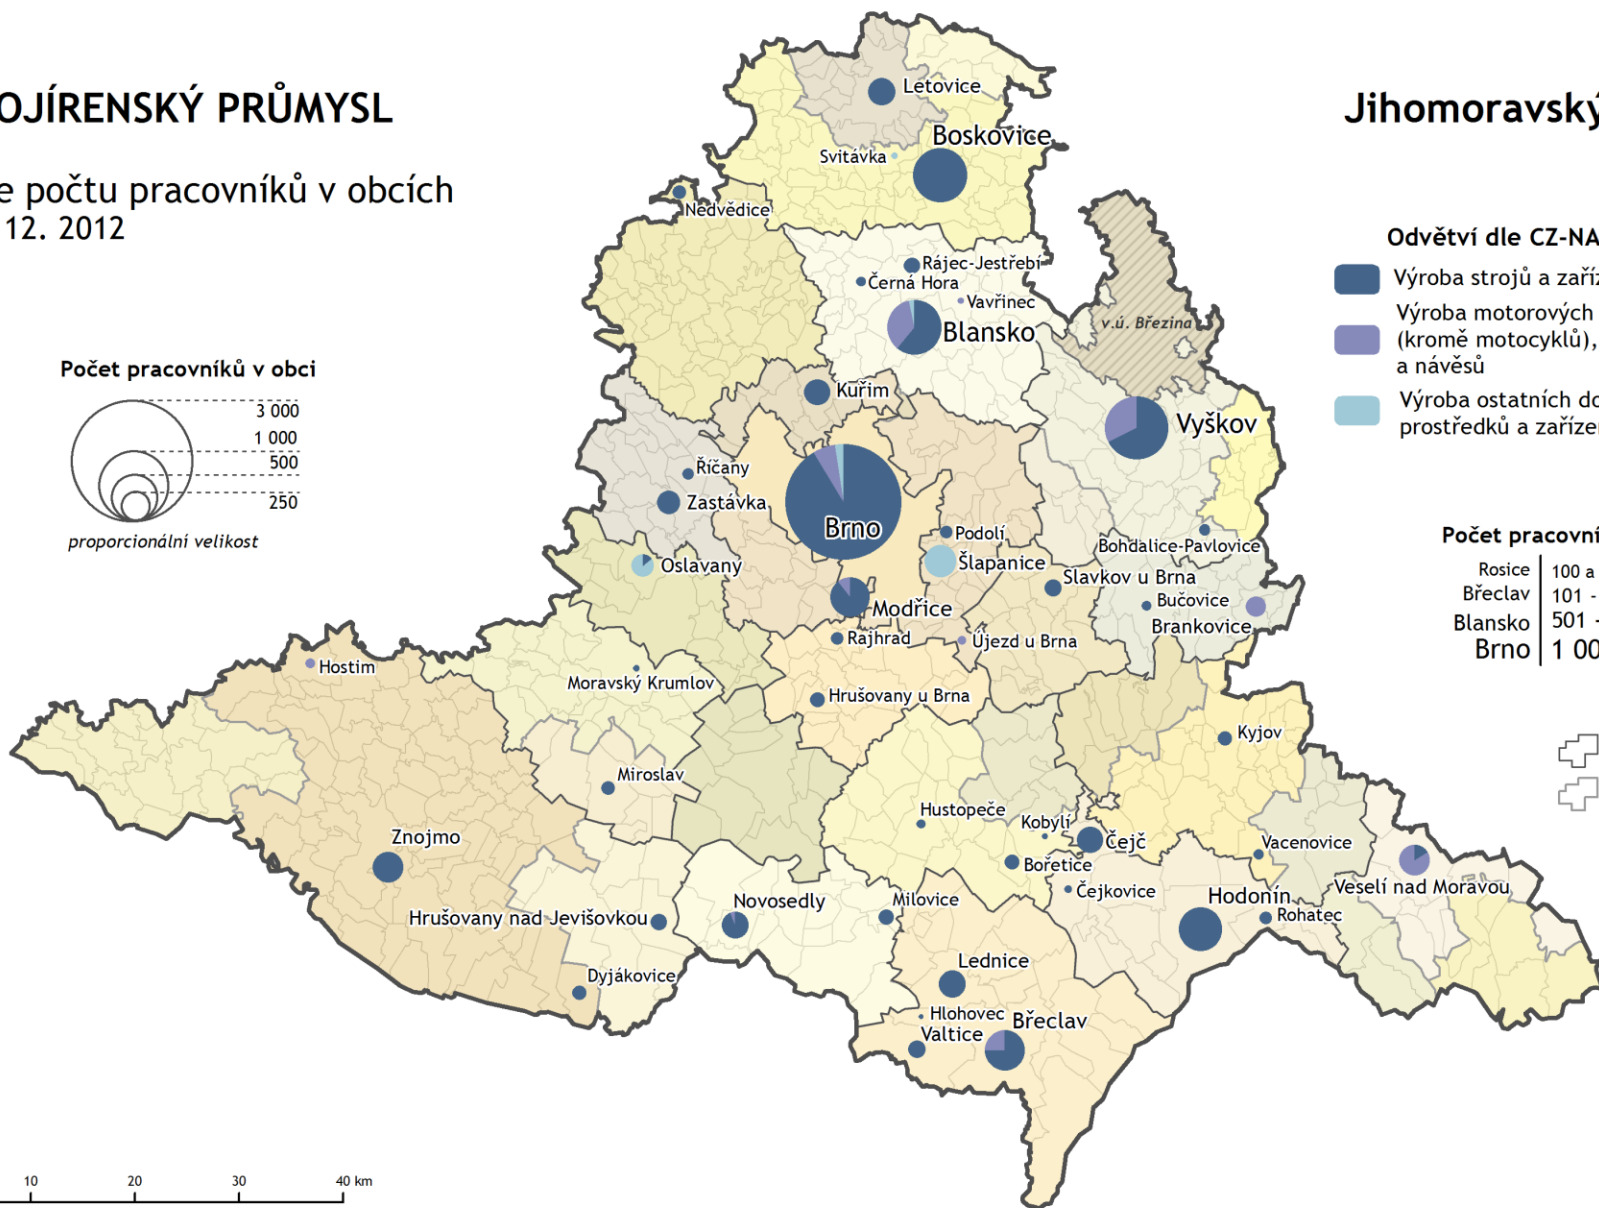 OJÍRENSKÝ PRŮMYSL
e počtu pracovníků v obcích
12. 2012
Jihomoravský
Počet pracovníků v obci
3 000
1 000
500
250
proporcionální velikost
Odvětví dle CZ-NA
Výroba strojů a zaříz
Výroba motorových
(kromě motocyklů),
a návěsů
Výroba ostatních do
prostředků a zařízen
Počet pracovní
Rosice 100 a
Břeclav 101 -
Blansko 501 -
Brno 1 00
Letovice
Boskovice
Svitávka
Nedvědice
Rájec-Jestřebí
Černá Hora
Vavřinec
Blansko
v.ú. Březina
Kuřim
Vyškov
Říčany
Zastávka
Brno
Podolí
Bohdalice-Pavlovice
Oslavany
Šlapanice
Slavkov u Brna
Modřice
Bučovice
Brankovice
Rajhrad
Újezd u Brna
Hostim
Moravský Krumlov
Hrušovany u Brna
Kyjov
Miroslav
Hustopeče
Kobylí
Znojmo
Čejč
Vacenovice
Bořetice
Čejkovice
Veselí nad Moravou
Hodonín
Novosedly
Milovice
Rohatec
Hrušovany nad Jevišovkou
Lednice
Dyjákovice
Hlohovec
Břeclav
Valtice
10 20 30 40 km